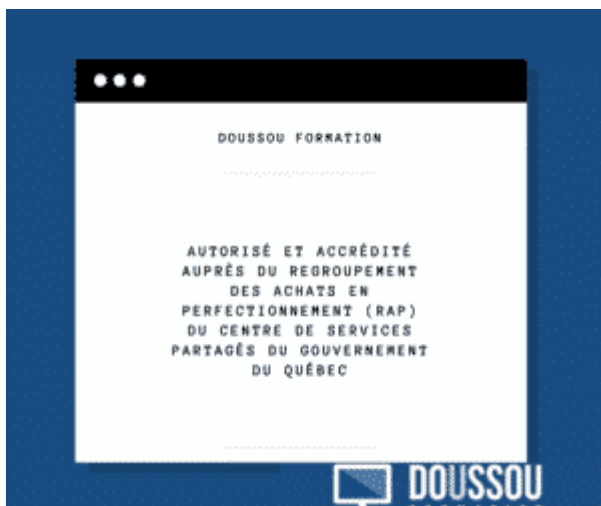 DOUSSOU FORMATION
AUTORISÉ ET ACCRÉDITÉ
AUPRÈS DU REGROUPEMENT
DES ACHATS EN
PERFECTIONNEMENT (RAP)
DU CENTRE DE SERVICES
PARTAGÉS DU GOUVERNEMENT
DU QUÉBEC
DOUSSOU